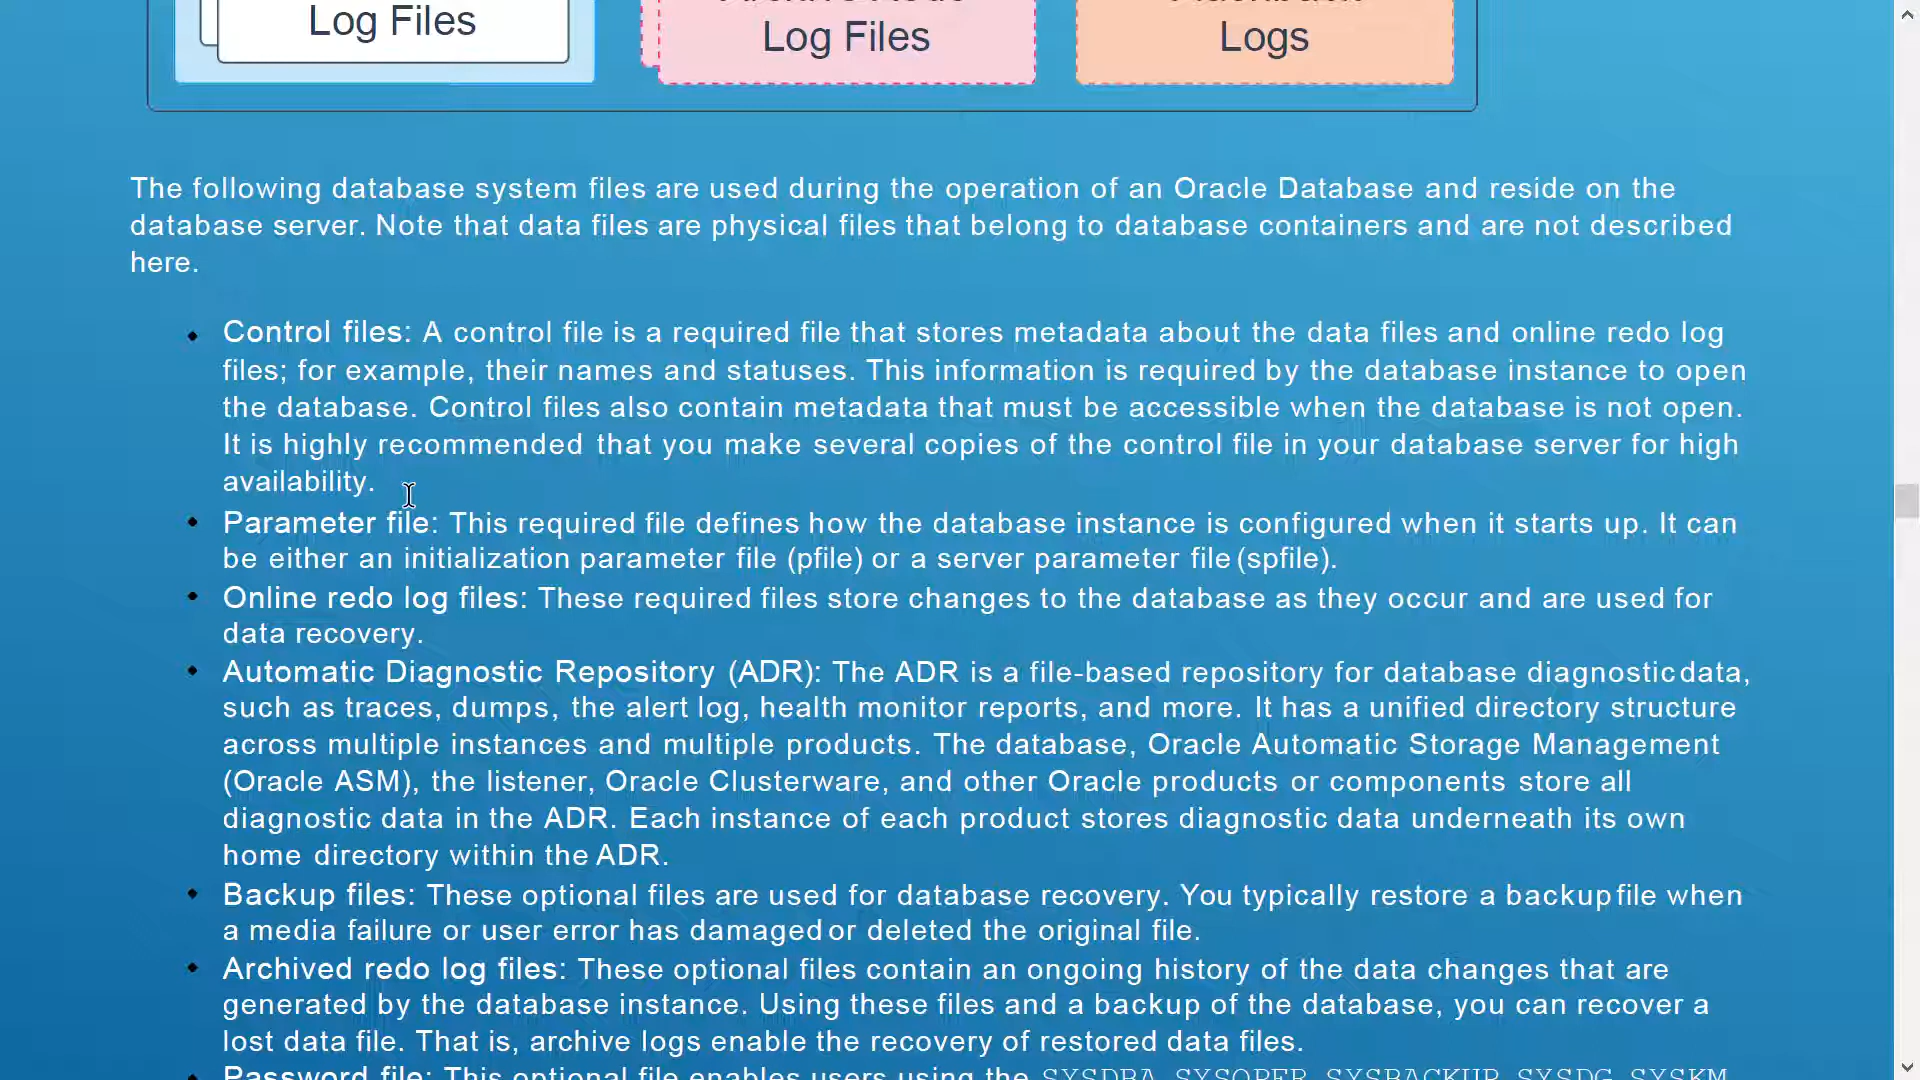 Log Files
Log Files
Logs
The following database system files are used during the operation of an Oracle Database and reside on the
database server. Note that data files are physical files that belong to database containers and are not described
here.
Control files: A control file is a required file that stores metadata about the data files and online redo log
files; for example, their names and statuses. This information is required by the database instance to open
the database. Control files also contain metadata that must be accessible when the database is not open.
It is highly recommended that you make several copies of the control file in your database server for high
availability.
Parameter file: This required file defines how the database instance is configured when it starts up. It can
be either an initialization parameter file (pfile) or a server parameter file (spfile).
Online redo log files: These required files store changes to the database as they occur and are used for
data recovery.
Automatic Diagnostic Repository (ADR): The ADR is a file-based repository for database diagnostic data,
such as traces, dumps, the alert log, health monitor reports, and more. It has a unified directory structure
across multiple instances and multiple products. The database, Oracle Automatic Storage Management
(Oracle ASM), the listener, Oracle Clusterware, and other Oracle products or components store all
diagnostic data in the ADR. Each instance of each product stores diagnostic data underneath its own
home directory within the ADR.
Backup files: These optional files are used for database recovery. You typically restore a backup file when
a media failure or user error has damaged or deleted the original file.
Archived redo log files: These optional files contain an ongoing history of the data changes that are
generated by the database instance. Using these files and a backup of the database, you can recover a
lost data file. That is, archive logs enable the recovery of restored data files.
Password file: This optional file enables users using the SYSDBA, SYSOPER, SYSBACKUP, SYSDG, SYSKM,